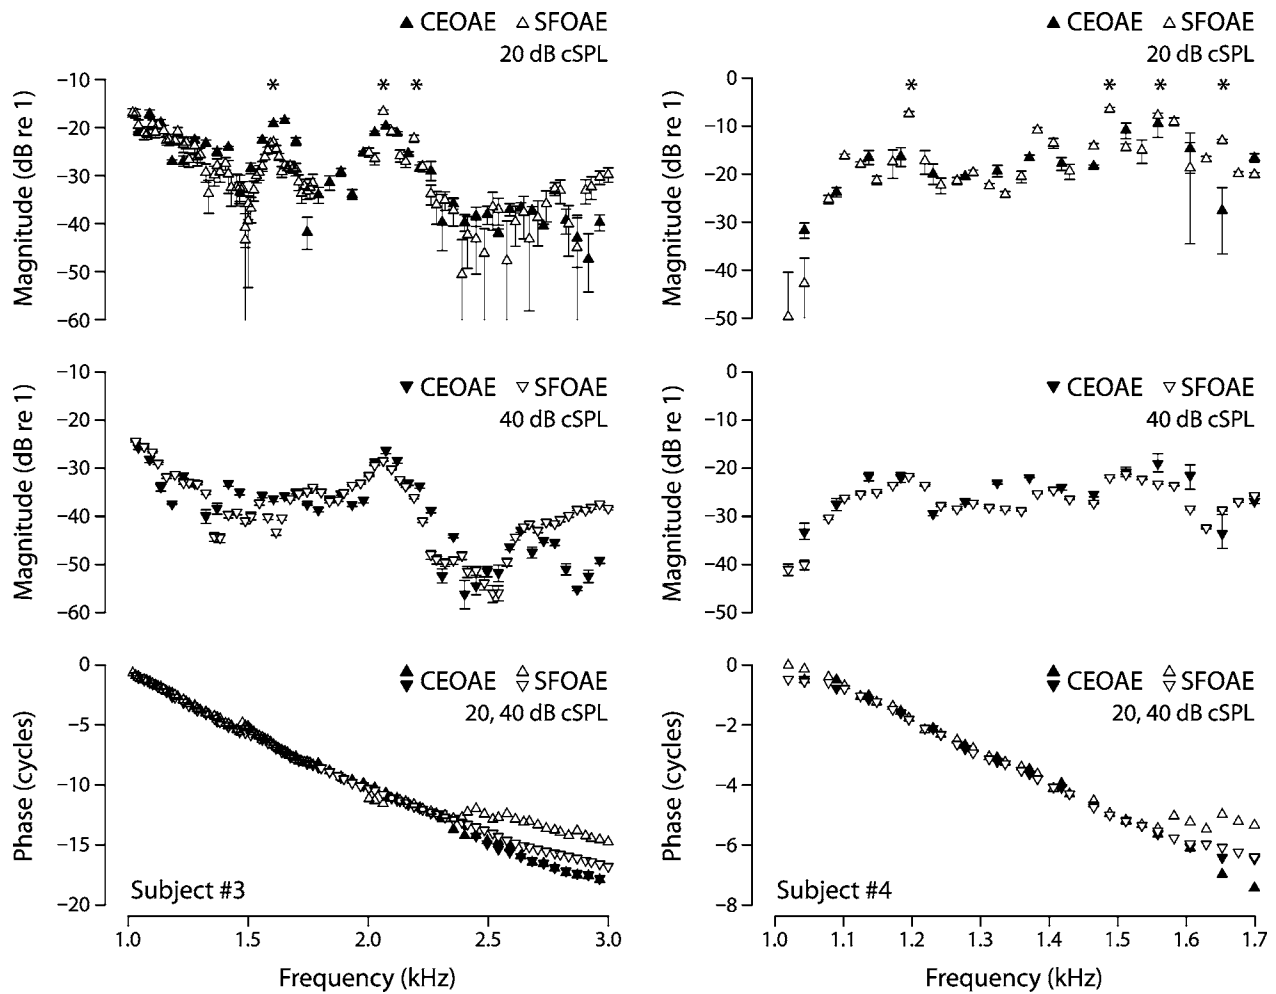 ▲ CEOAE △ SFOAE
20 dB cSPL
* * *
Magnitude (dB re 1)
−10
−20
−30
−40
−50
−60
▲ CEOAE △ SFOAE
20 dB cSPL
* * * *
Magnitude (dB re 1)
0
−10
−20
−30
−40
−50
▼ CEOAE ▽ SFOAE
40 dB cSPL
Magnitude (dB re 1)
−10
−20
−30
−40
−50
−60
▼ CEOAE ▽ SFOAE
40 dB cSPL
Magnitude (dB re 1)
0
−10
−20
−30
−40
−50
▲ ▼ CEOAE △ ▽ SFOAE
20, 40 dB cSPL
Phase (cycles)
0
−5
−10
−15
−20
Subject #3
1.0 1.5 2.0 2.5 3.0
Frequency (kHz)
▲ ▼ CEOAE △ ▽ SFOAE
20, 40 dB cSPL
Phase (cycles)
0
−2
−4
−6
−8
Subject #4
1.0 1.1 1.2 1.3 1.4 1.5 1.6 1.7
Frequency (kHz)